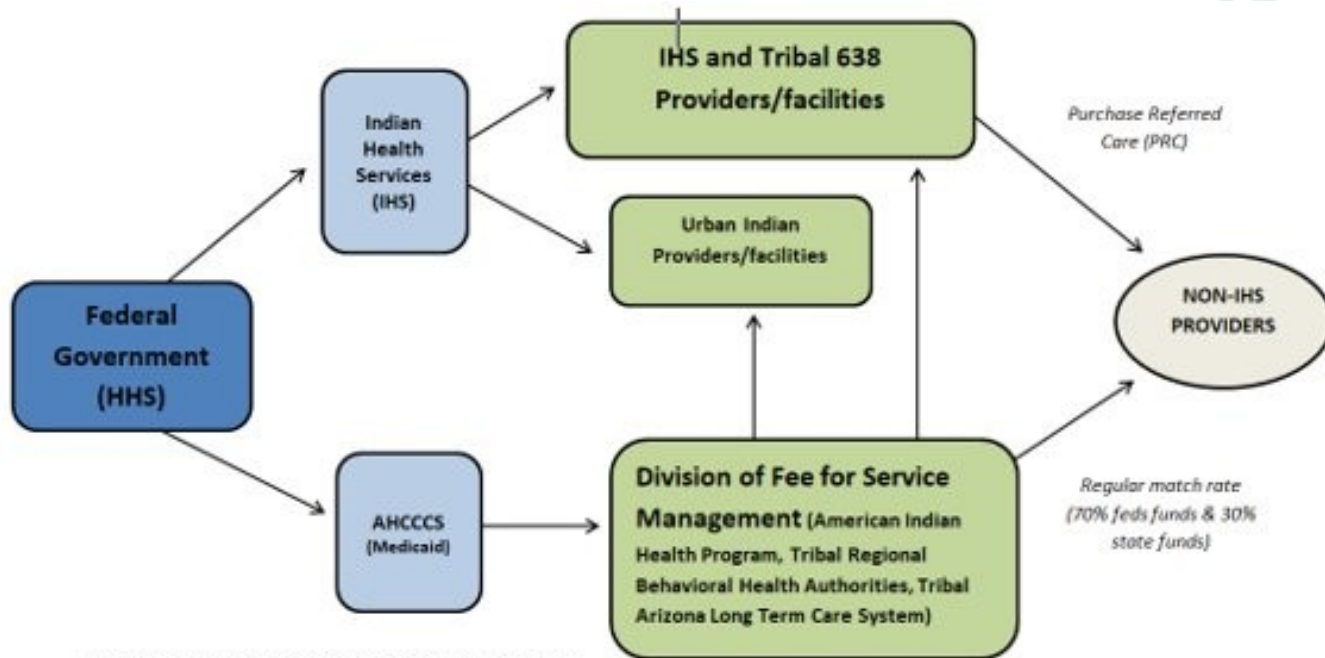 IHS and Tribal 638
Providers/facilities
Indian
Health
Services
(IHS)
Purchase Referred
Care (PRC)
Urban Indian
Providers/facilities
Federal
Government
(HHS)
NON-IHS
PROVIDERS
AHCCCS
(Medicaid)
Division of Fee for Service
Management (American Indian
Health Program, Tribal Regional
Behavioral Health Authorities, Tribal
Arizona Long Term Care System)
Regular match rate
(70% feds funds & 30%
state funds)